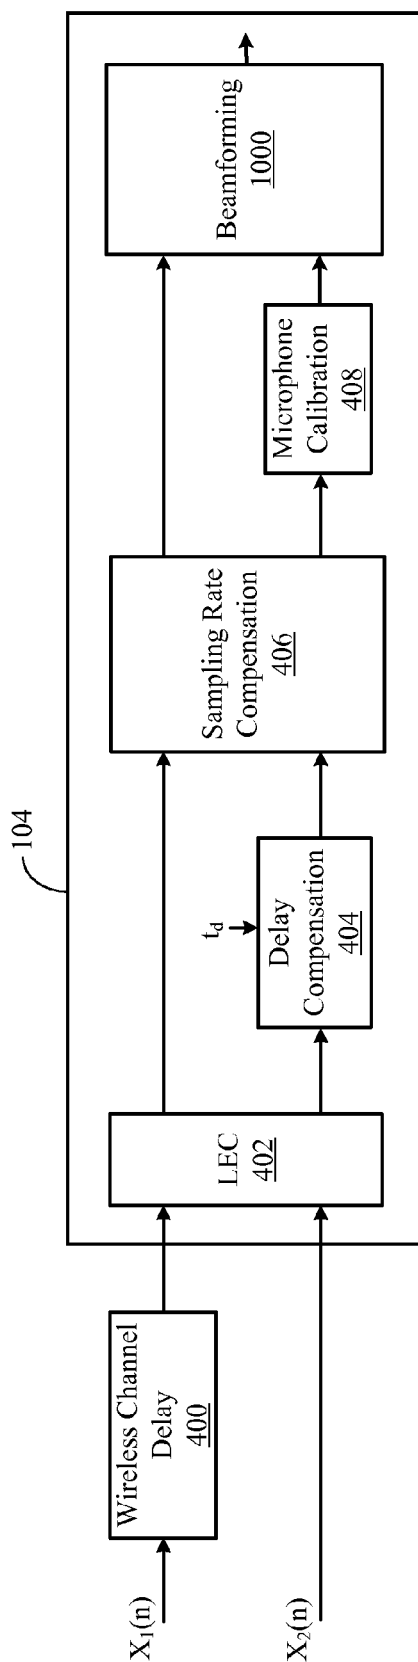 104
X₁(n)
Wireless Channel
Delay
400
X₂(n)
LEC
402
t_d
Delay
Compensation
404
Sampling Rate
Compensation
406
Microphone
Calibration
408
Beamforming
1000